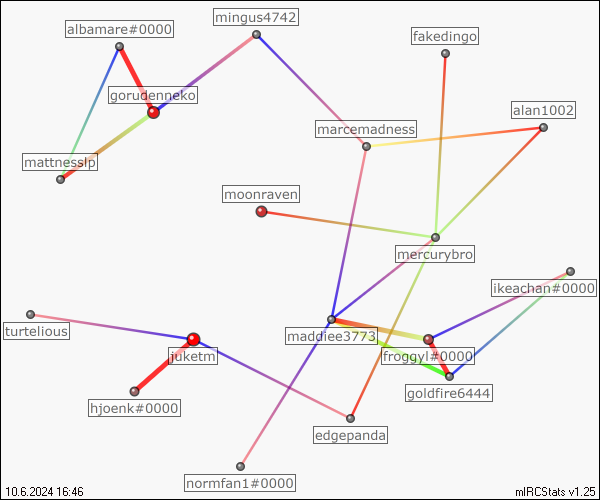 mingus4742
albamare#0000
fakedingo
gorudenneko
alan1002
marcemadness
mattnesslp
moonraven
mercurybro
ikeachan#0000
turtelious
maddiee3773
juketm
froggyl#0000
goldfire6444
hjoenk#0000
edgepanda
normfan1#0000
10.6.2024 16:46
mIRCStats v1.25